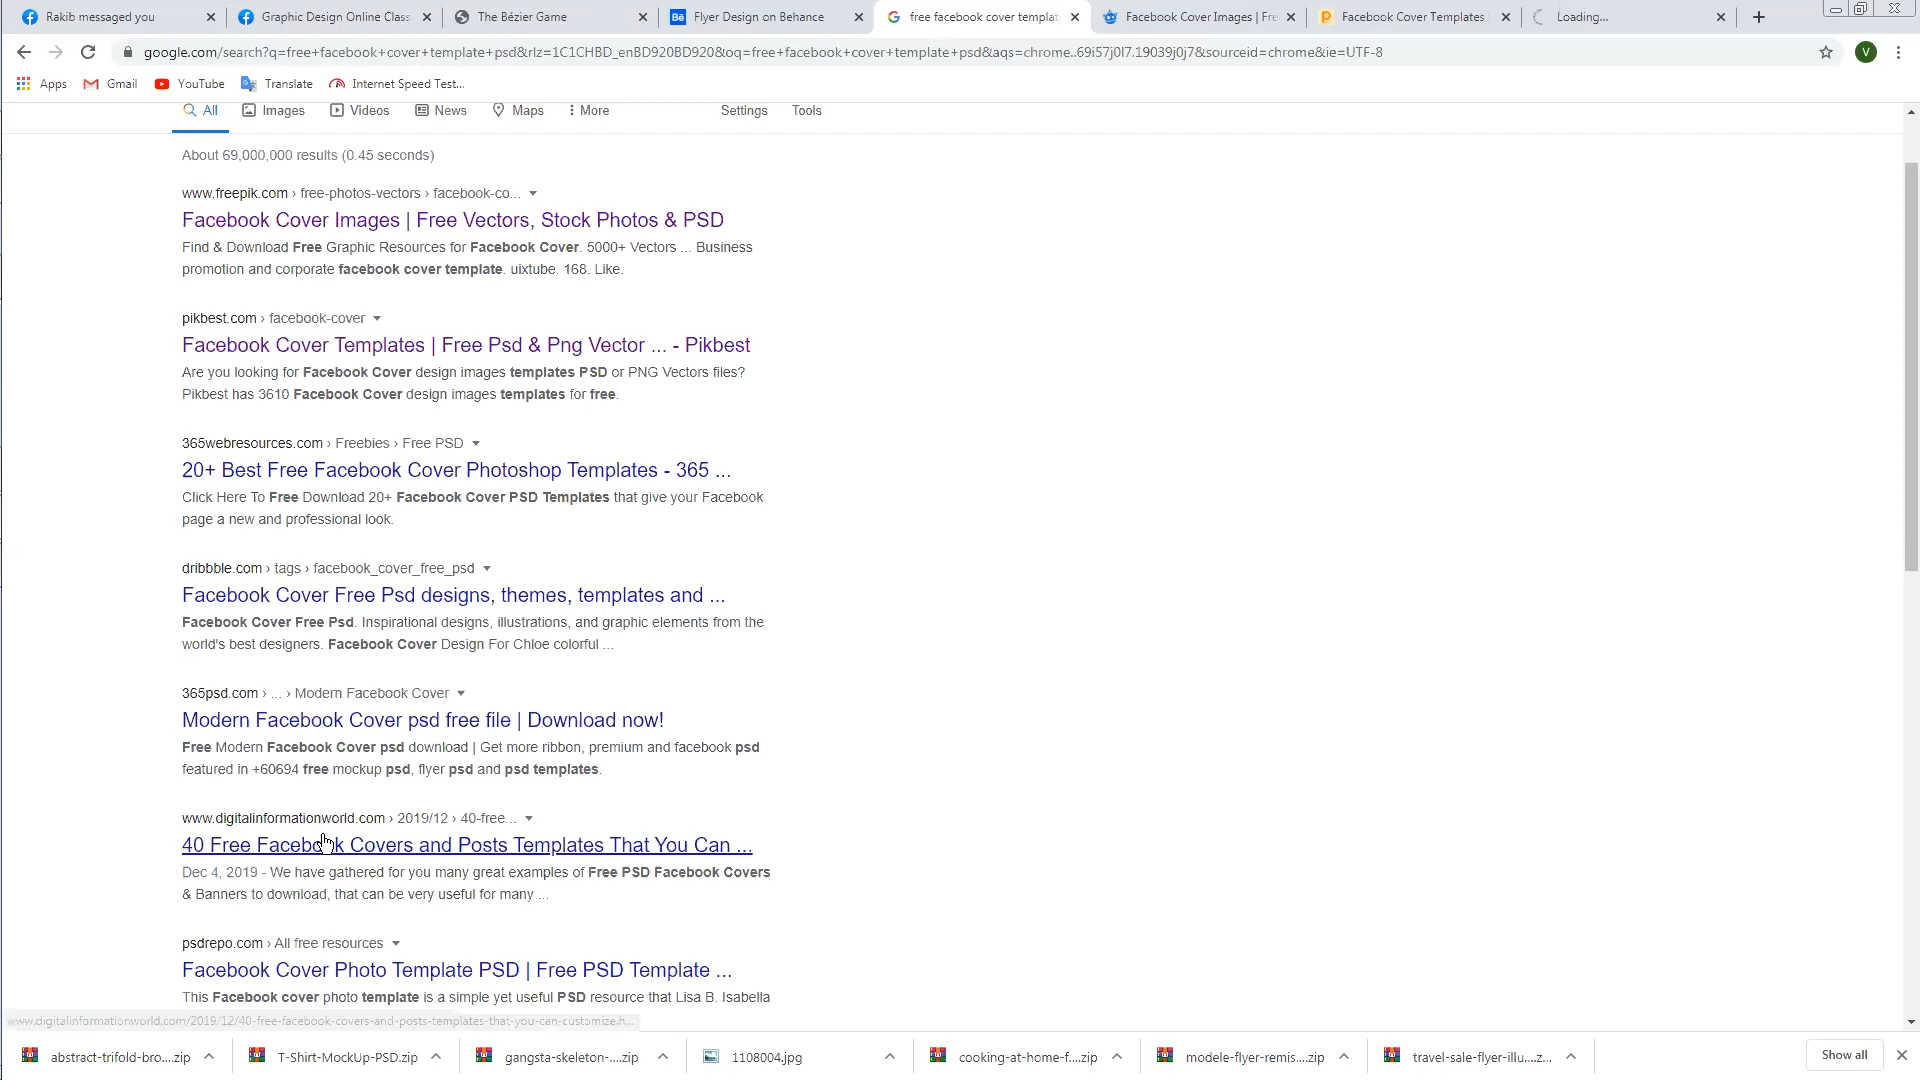 Rakib messaged you
Graphic Design Online Class
The Bézier Game
Flyer Design on Behance
free facebook cover templat
Facebook Cover Images | Fre
Facebook Cover Templates
Loading...
google.com/search?q=free+facebook+cover+template+psd&rlz=1C1CHBD_enBD920BD920&oq=free+facebook+cover+template+psd&aqs=chrome..69i57j0l7.19039j0j7&sourceid=chrome&ie=UTF-8
V
Apps
Gmail
YouTube
Translate
Internet Speed Test...
All
Images
Videos
News
Maps
More
Settings
Tools
About 69,000,000 results (0.45 seconds)
www.freepik.com › free-photos-vectors › facebook-co...
Facebook Cover Images | Free Vectors, Stock Photos & PSD
Find & Download Free Graphic Resources for Facebook Cover. 5000+ Vectors ... Business
promotion and corporate facebook cover template. uixtube. 168. Like.
pikbest.com › facebook-cover
Facebook Cover Templates | Free Psd & Png Vector ... - Pikbest
Are you looking for Facebook Cover design images templates PSD or PNG Vectors files?
Pikbest has 3610 Facebook Cover design images templates for free.
365webresources.com › Freebies › Free PSD
20+ Best Free Facebook Cover Photoshop Templates - 365 ...
Click Here To Free Download 20+ Facebook Cover PSD Templates that give your Facebook
page a new and professional look.
dribbble.com › tags › facebook_cover_free_psd
Facebook Cover Free Psd designs, themes, templates and ...
Facebook Cover Free Psd. Inspirational designs, illustrations, and graphic elements from the
world's best designers. Facebook Cover Design For Chloe colorful ...
365psd.com › ... › Modern Facebook Cover
Modern Facebook Cover psd free file | Download now!
Free Modern Facebook Cover psd download | Get more ribbon, premium and facebook psd
featured in +60694 free mockup psd, flyer psd and psd templates.
www.digitalinformationworld.com › 2019/12 › 40-free...
40 Free Facebook Covers and Posts Templates That You Can ...
Dec 4, 2019 - We have gathered for you many great examples of Free PSD Facebook Covers
& Banners to download, that can be very useful for many ...
psdrepo.com › All free resources
Facebook Cover Photo Template PSD | Free PSD Template ...
This Facebook cover photo template is a simple yet useful PSD resource that Lisa B. Isabella
www.digitalinformationworld.com/2019/12/40-free-facebook-covers-and-posts-templates-that-you-can-customize.h...
abstract-trifold-bro....zip
T-Shirt-MockUp-PSD.zip
gangsta-skeleton-....zip
1108004.jpg
cooking-at-home-f....zip
modele-flyer-remis....zip
travel-sale-flyer-illu....z...
Show all